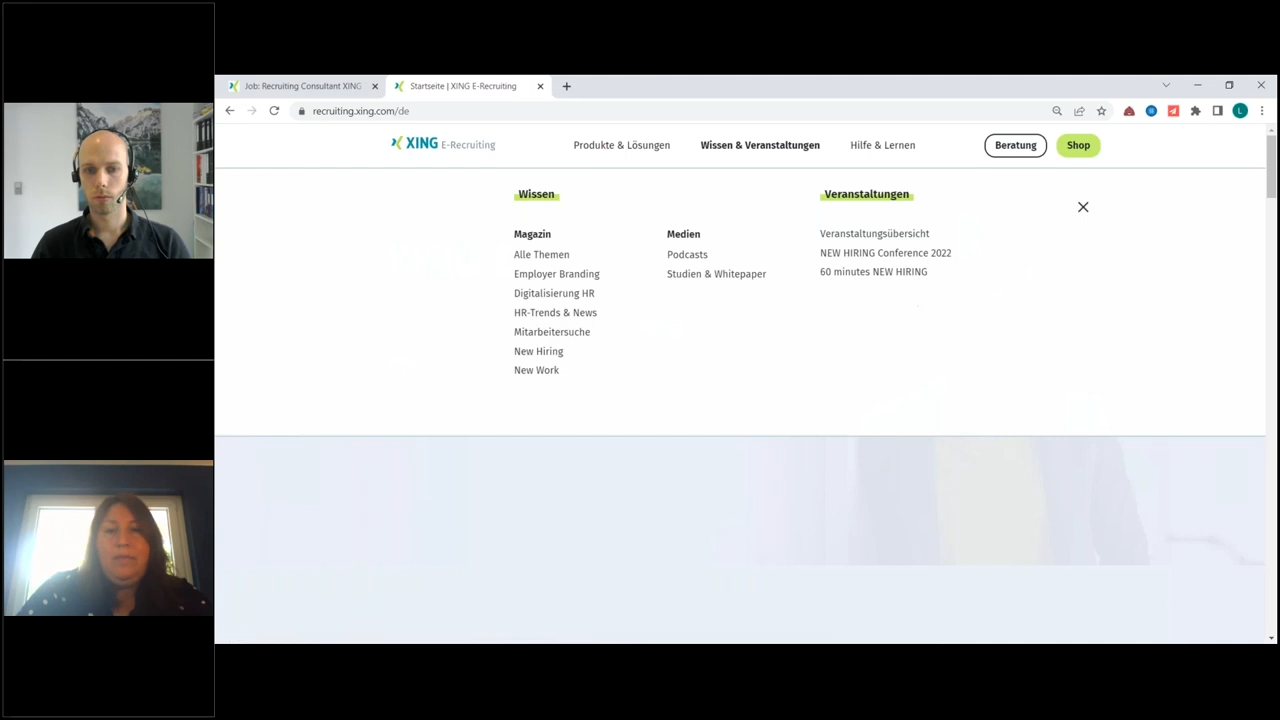 Job: Recruiting Consultant XING
Startseite | XING E-Recruiting
recruiting.xing.com/de
L
XING E-Recruiting
Produkte & Lösungen
Wissen & Veranstaltungen
Hilfe & Lernen
Beratung
Shop
Wissen
Magazin
Alle Themen
Employer Branding
Digitalisierung HR
HR-Trends & News
Mitarbeitersuche
New Hiring
New Work
Medien
Podcasts
Studien & Whitepaper
Veranstaltungen
Veranstaltungsübersicht
NEW HIRING Conference 2022
60 minutes NEW HIRING